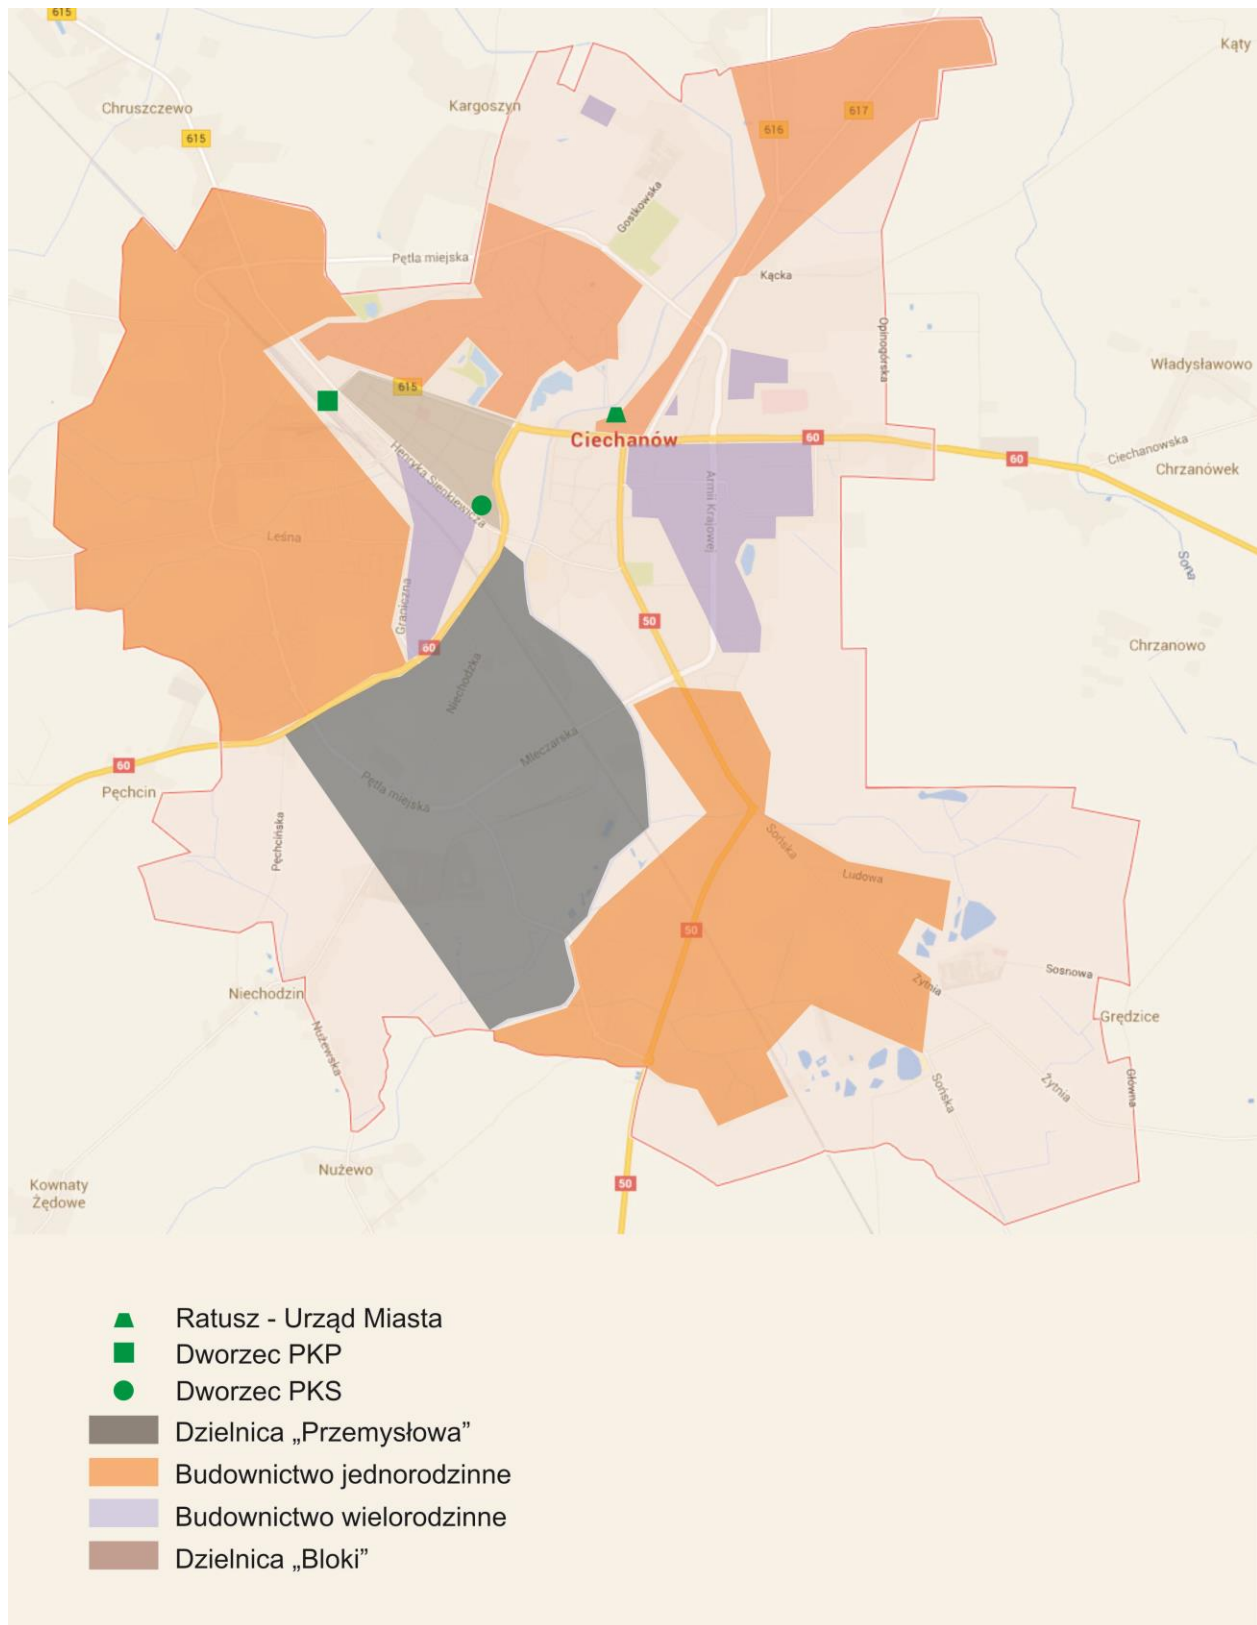 615
Kąty
Chruszczewo
Kargoszyn
617
616
615
Gostkowska
Pętla miejska
Kącka
Opinogórska
Władysławowo
615
Ciechanów
60
Ciechanowska
60
Chrzanówek
Henryka Sienkiewicza
Armii Krajowej
Leśna
Sona
Graniczna
50
60
Chrzanowo
Niechodzka
Mleczarska
60
Pętla miejska
Pęchcin
Pęchcińska
Sońska
Ludowa
50
Sosnowa
Żytnia
Niechodzin
Grędzice
Nużewska
Sońska
Żytnia
Główna
Nużewo
50
Kownaty
Żędowe
Ratusz - Urząd Miasta
Dworzec PKP
Dworzec PKS
Dzielnica „Przemysłowa”
Budownictwo jednorodzinne
Budownictwo wielorodzinne
Dzielnica „Bloki”